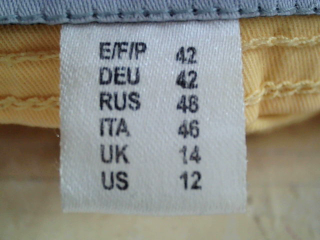 E/F/P 42
DEU 42
RUS 48
ITA 46
UK 14
US 12